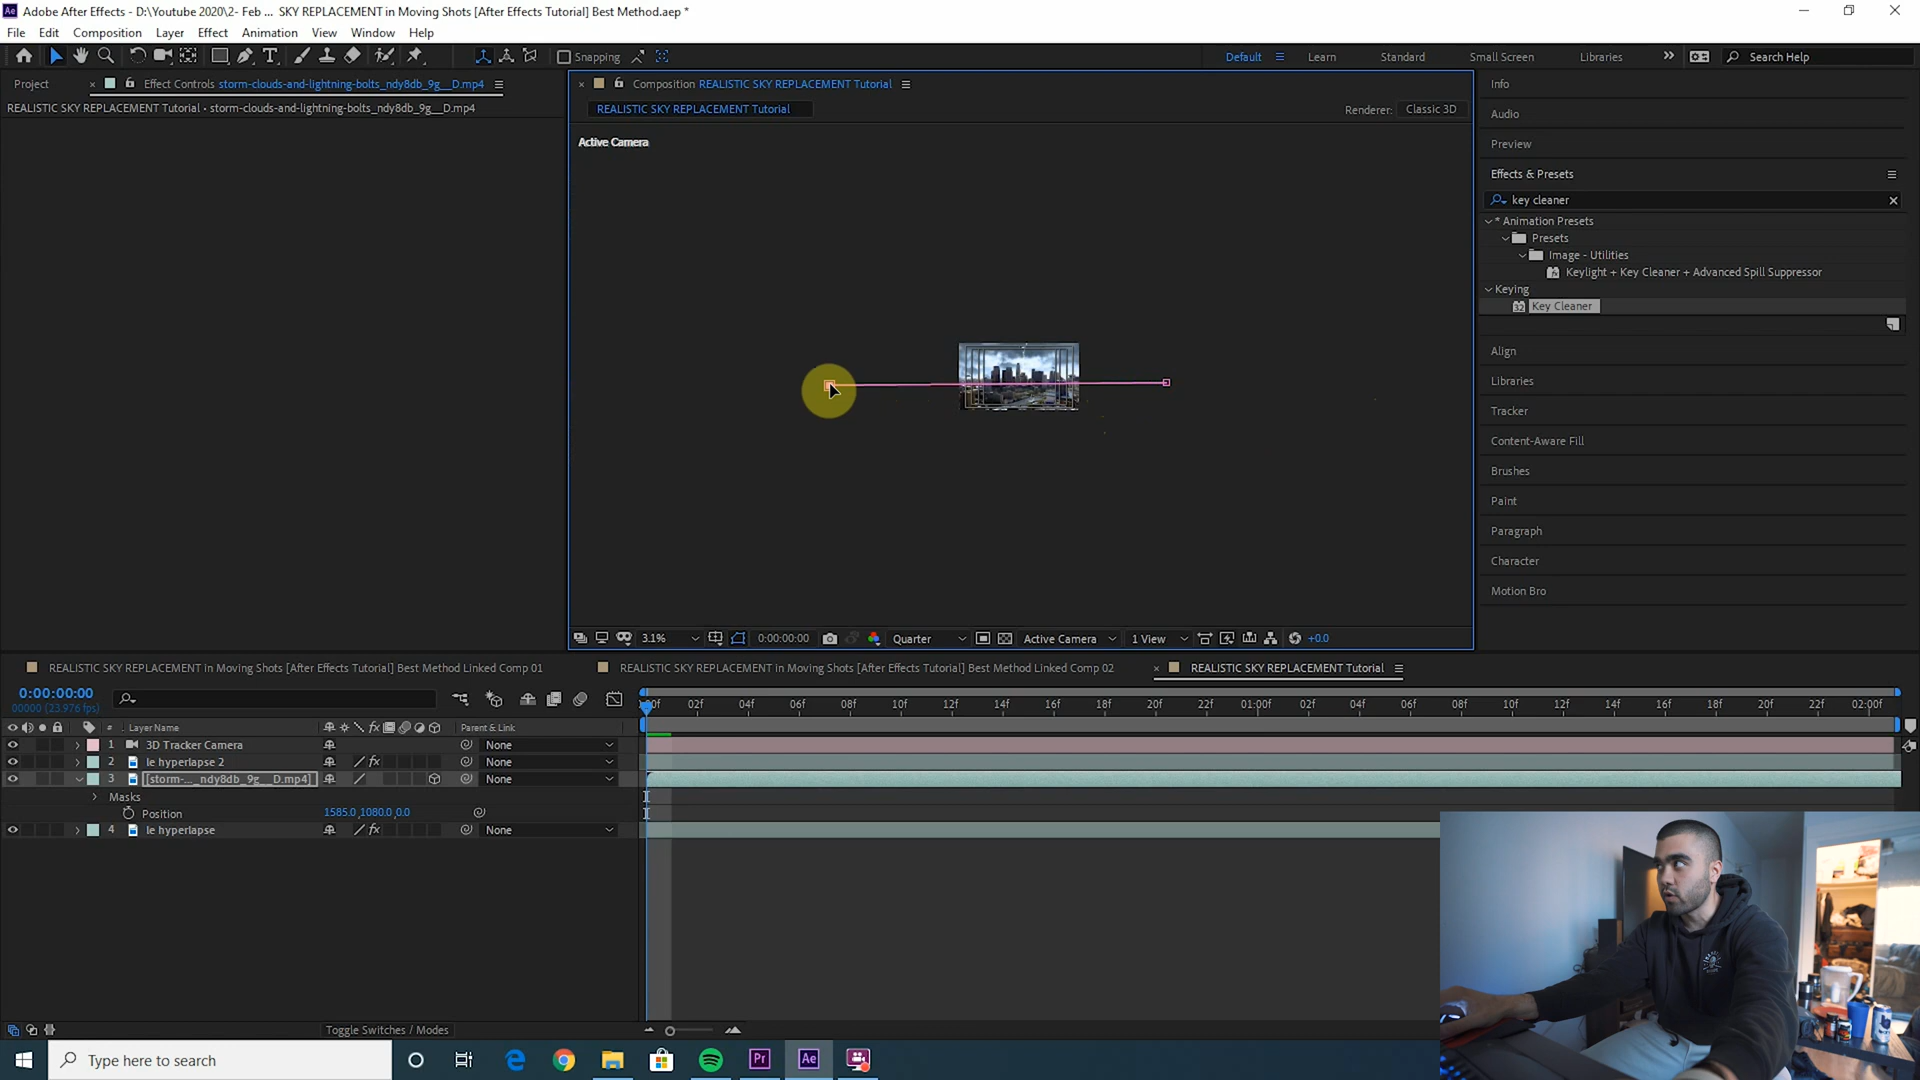 Ae Adobe After Effects - D:\Youtube 2020\2- Feb ... SKY REPLACEMENT in Moving Shots [After Effects Tutorial] Best Method.aep *
File Edit Composition Layer Effect Animation View Window Help
Snapping Default Learn Standard Small Screen Libraries Search Help
Project Effect Controls storm-clouds-and-lightning-bolts_ndy8db_9g__D.mp4
REALISTIC SKY REPLACEMENT Tutorial • storm-clouds-and-lightning-bolts_ndy8db_9g__D.mp4
Composition REALISTIC SKY REPLACEMENT Tutorial
REALISTIC SKY REPLACEMENT Tutorial
Renderer: Classic 3D
Active Camera
3.1% 0:00:00:00 Quarter Active Camera 1 View +0.0
Info
Audio
Preview
Effects & Presets
key cleaner
* Animation Presets
Presets
Image - Utilities
Keylight + Key Cleaner + Advanced Spill Suppressor
Keying
32 Key Cleaner
Align
Libraries
Tracker
Content-Aware Fill
Brushes
Paint
Paragraph
Character
Motion Bro
REALISTIC SKY REPLACEMENT in Moving Shots [After Effects Tutorial] Best Method Linked Comp 01
REALISTIC SKY REPLACEMENT in Moving Shots [After Effects Tutorial] Best Method Linked Comp 02
REALISTIC SKY REPLACEMENT Tutorial
0:00:00:00
00000 (23.976 fps)
:00f 02f 04f 06f 08f 10f 12f 14f 16f 18f 20f 22f 01:00f 02f 04f 06f 08f 10f 12f 14f 16f 18f 20f 22f 02:00f
# Layer Name fx Parent & Link
1 3D Tracker Camera None
2 le hyperlapse 2 fx None
3 [storm-..._ndy8db_9g__D.mp4] None
Masks
Position 1585.0,1080.0,0.0
4 le hyperlapse fx None
Toggle Switches / Modes
Type here to search
Pr Ae